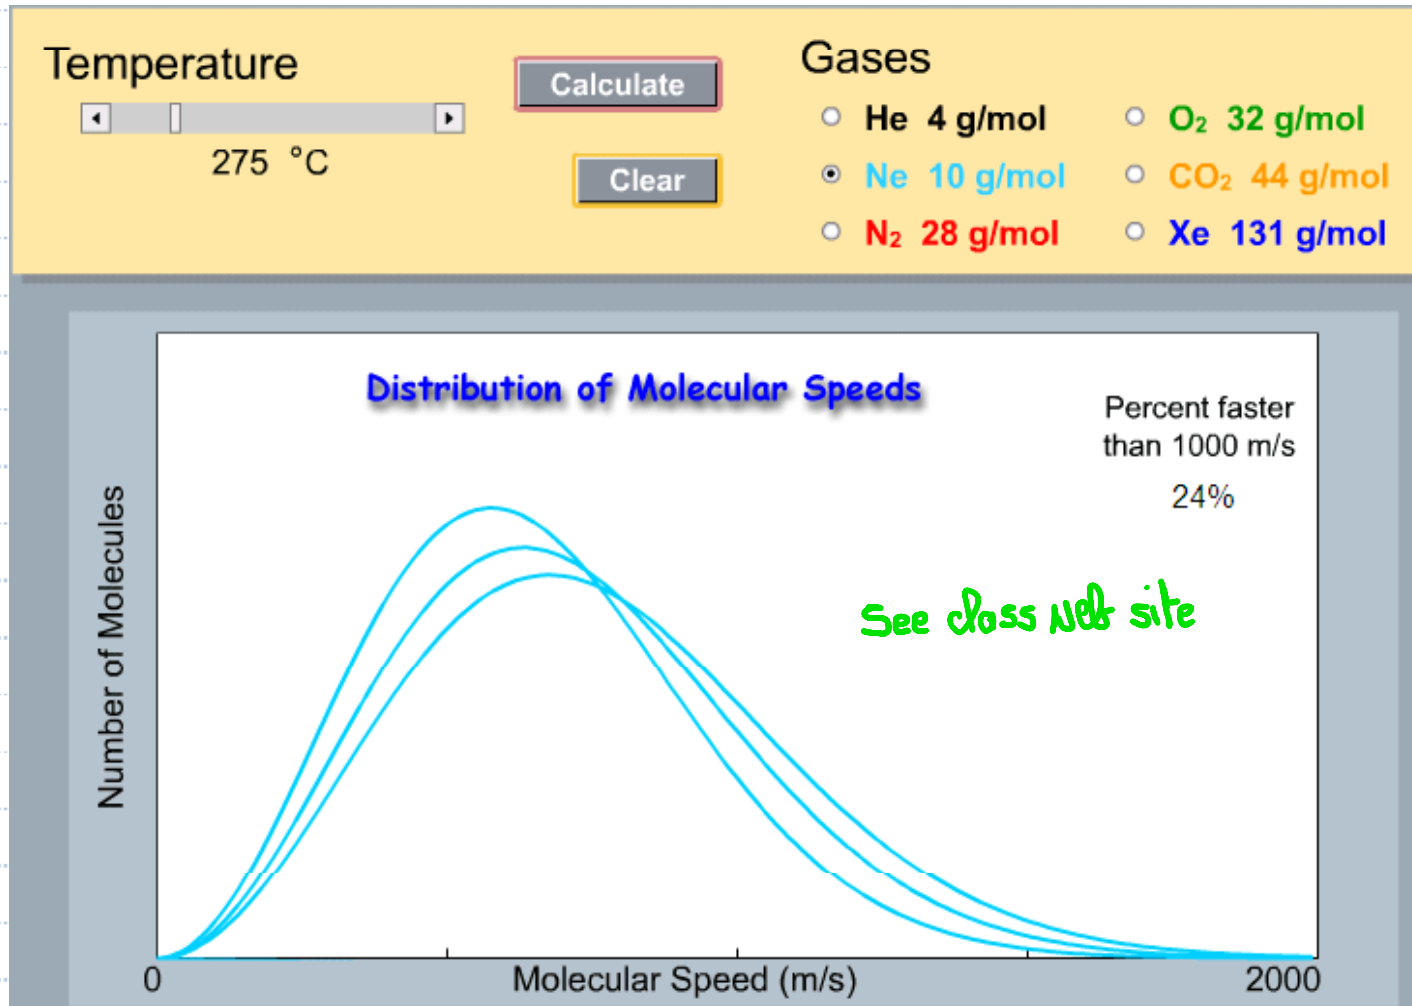 Temperature
275 °C
Calculate
Clear
Gases
He 4 g/mol
O₂ 32 g/mol
Ne 10 g/mol
CO₂ 44 g/mol
N₂ 28 g/mol
Xe 131 g/mol
Distribution of Molecular Speeds
Percent faster
than 1000 m/s
24%
See class Web site
Number of Molecules
0
Molecular Speed (m/s)
2000